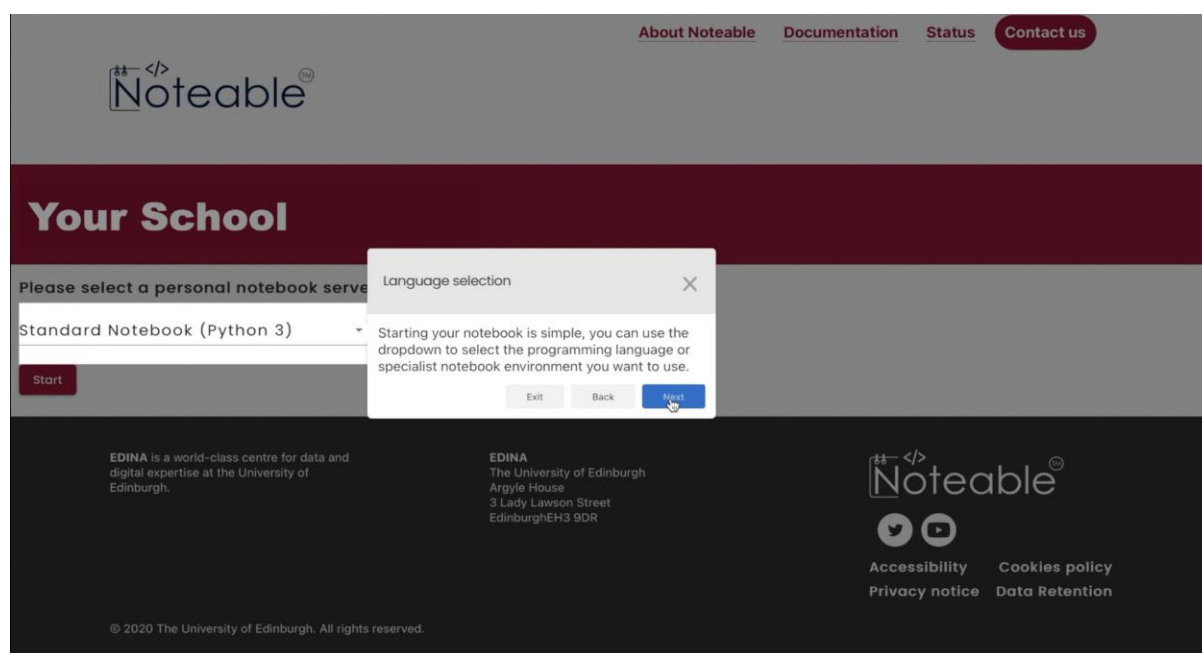 About Noteable Documentation Status Contact us
</>
Noteable TM
Your School
Please select a personal notebook serve
Standard Notebook (Python 3)
Start
Language selection
Starting your notebook is simple, you can use the
dropdown to select the programming language or
specialist notebook environment you want to use.
Exit Back Next
EDINA is a world-class centre for data and
digital expertise at the University of
Edinburgh.
EDINA
The University of Edinburgh
Argyle House
3 Lady Lawson Street
EdinburghEH3 9DR
</>
Noteable TM
Accessibility Cookies policy
Privacy notice Data Retention
© 2020 The University of Edinburgh. All rights reserved.